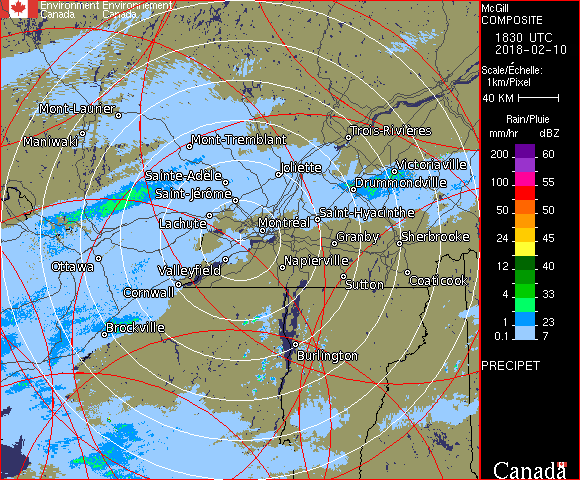 Environment Environnement
Canada Canada
McGill
COMPOSITE
1830 UTC
2018-02-10
Scale/Échelle:
1km/Pixel
40 KM
Rain/Pluie
mm/hr dBZ
200 60
100 55
50 50
24 45
12 40
4 33
1 23
0.1 7
PRECIPET
Canada
Mont-Laurier
Maniwaki
Mont-Tremblant
Trois-Rivières
Sainte-Adèle
Joliette
Victoriaville
Saint-Jérôme
Drummondville
Lachute
Montréal
Saint-Hyacinthe
Granby
Sherbrooke
Ottawa
Valleyfield
Napierville
Cornwall
Sutton
Coaticook
Brockville
Burlington